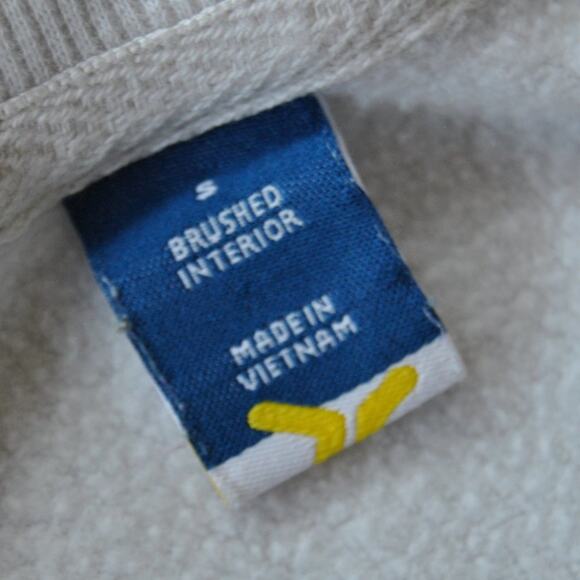 S
BRUSHED
INTERIOR
MADE IN
VIETNAM